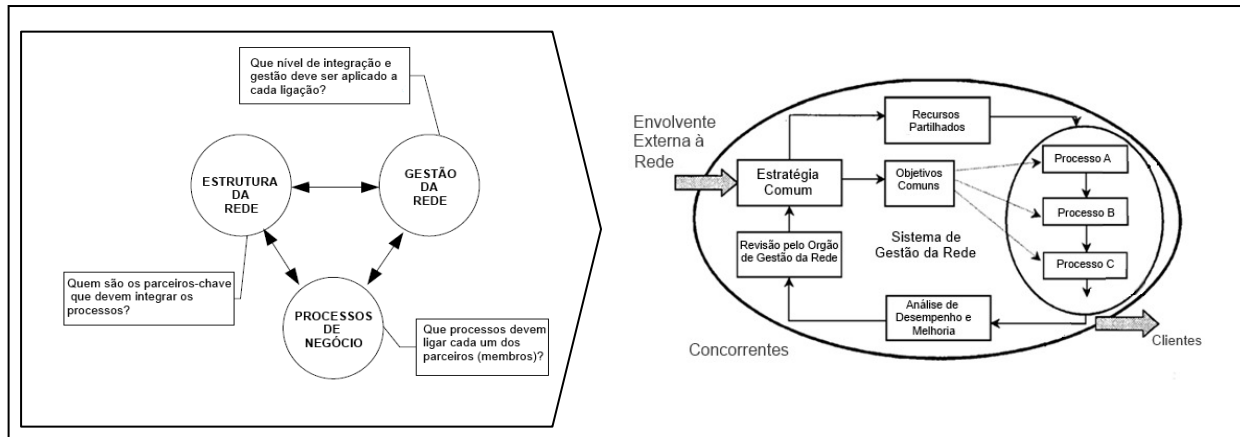 Que nível de integração e
gestão deve ser aplicado a
cada ligação?
ESTRUTURA
DA
REDE
GESTÃO
DA
REDE
Quem são os parceiros-chave
que devem integrar os
processos?
PROCESSOS
DE
NEGÓCIO
Que processos devem
ligar cada um dos
parceiros (membros)?
Envolvente
Externa à
Rede
Recursos
Partilhados
Estratégia
Comum
Objetivos
Comuns
Processo A
Processo B
Processo C
Revisão pelo Orgão
de Gestão da Rede
Sistema de
Gestão da Rede
Análise de
Desempenho e
Melhoria
Concorrentes
Clientes